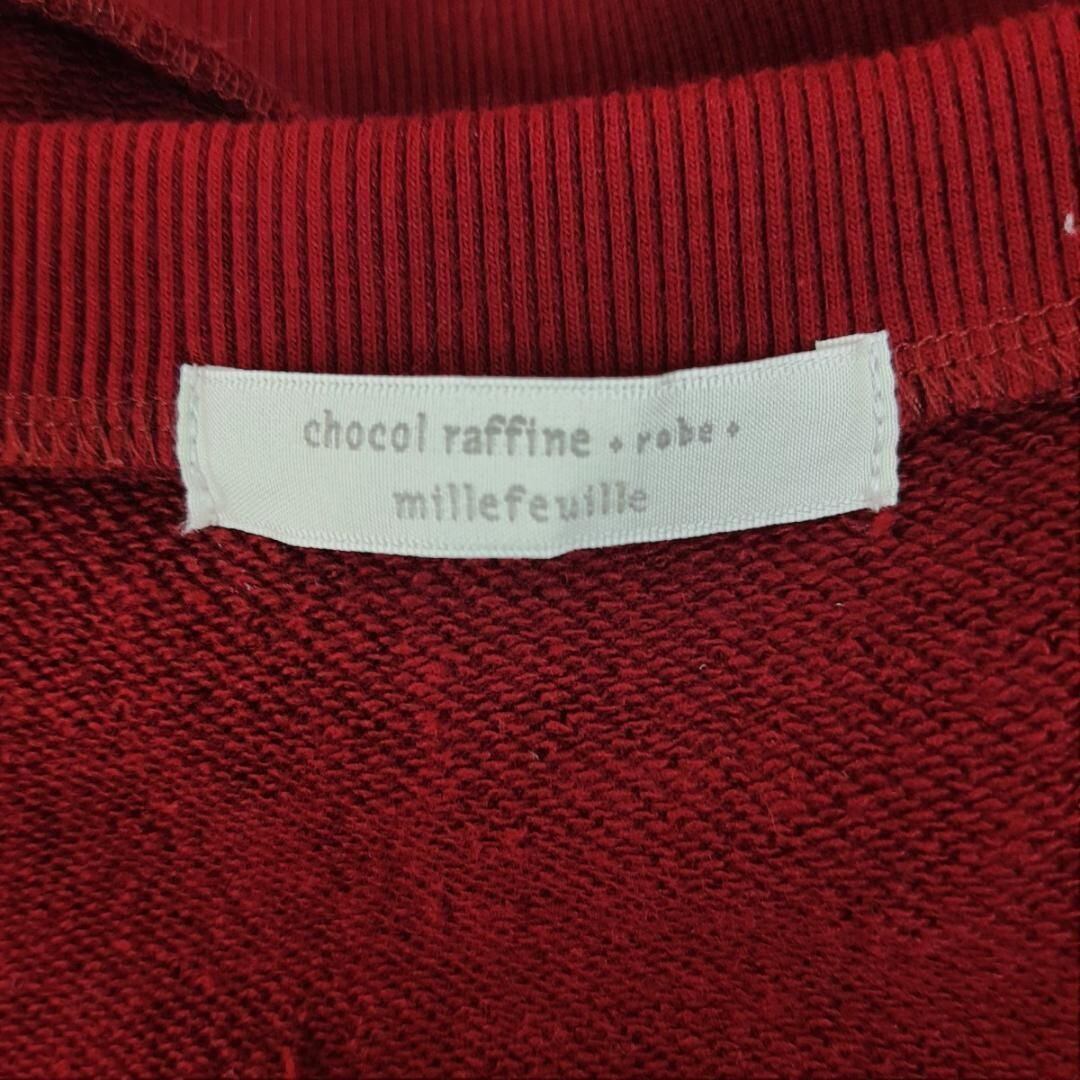 chocol raffine + robe +
millefeuille